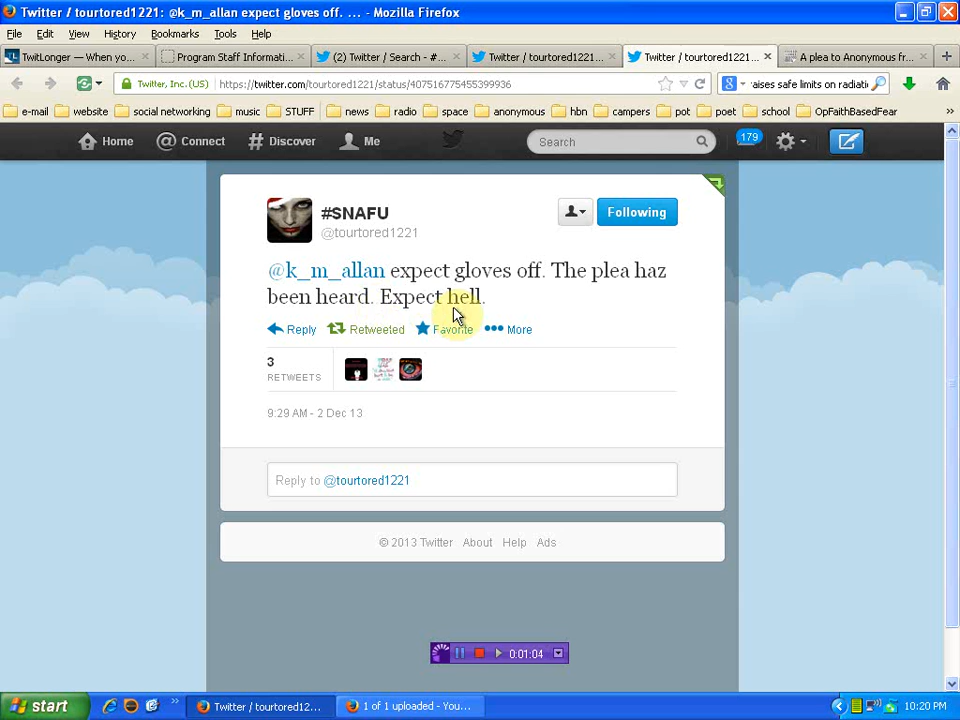 Twitter / tourtored1221: @k_m_allan expect gloves off. ... - Mozilla Firefox
File Edit View History Bookmarks Tools Help
TwitLonger — When yo Program Staff Informati... (2) Twitter / Search - #... Twitter / tourtored1221... Twitter / tourtored1221... A plea to Anonymous fr...
Twitter, Inc. (US) https://twitter.com/tourtored1221/status/407516775459399936 raises safe limits on radiati
e-mail website social networking music STUFF news radio space anonymous hbn campers pot poet school OpFaithBasedFear »
Home Connect Discover Me Search 179
#SNAFU
@tourtored1221
Following
@k_m_allan expect gloves off. The plea haz
been heard. Expect hell.
Reply Retweeted Favorite More
3
RETWEETS
9:29 AM - 2 Dec 13
Reply to @tourtored1221
© 2013 Twitter About Help Ads
0:01:04
start » Twitter / tourtored12... 1 of 1 uploaded - You... 10:20 PM